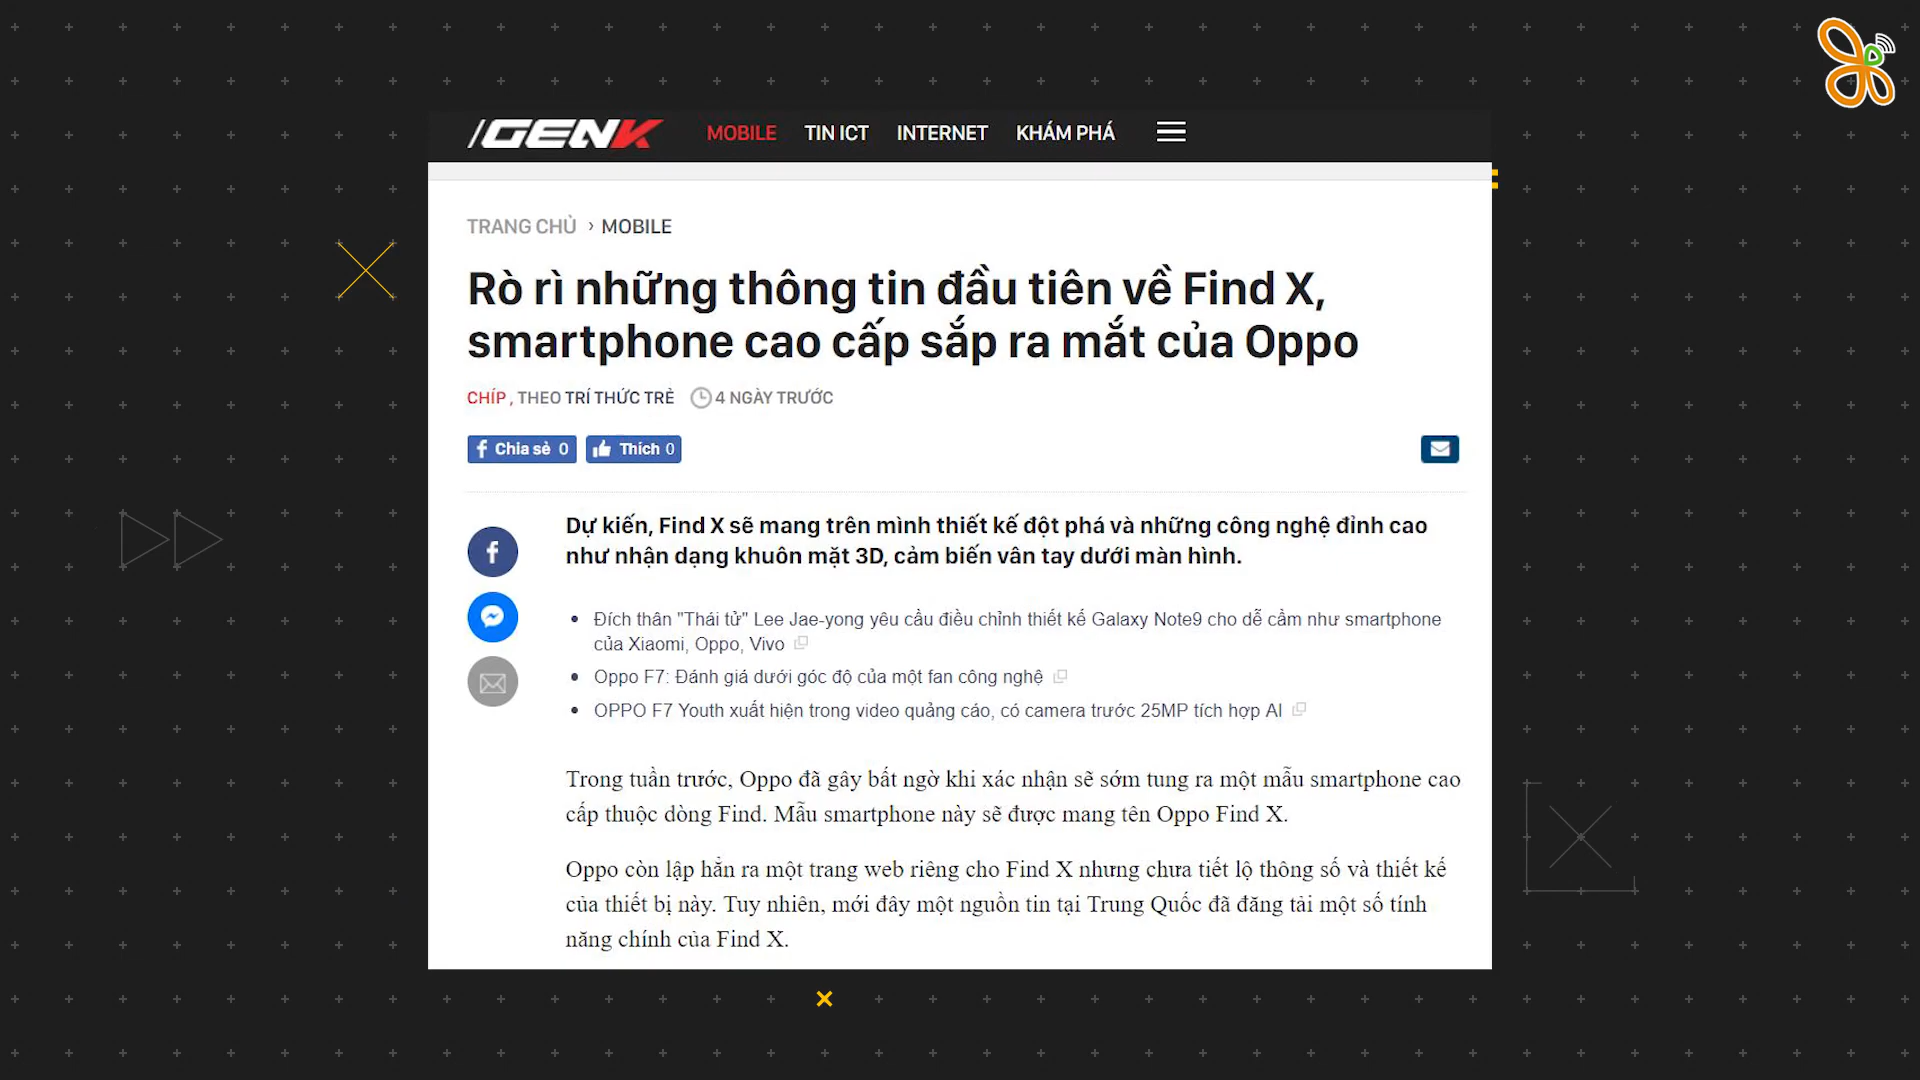 GENK MOBILE TIN ICT INTERNET KHÁM PHÁ
TRANG CHỦ › MOBILE
Rò rì những thông tin đầu tiên về Find X,
smartphone cao cấp sắp ra mắt của Oppo
CHÍP , THEO TRÍ THỨC TRẺ 4 NGÀY TRƯỚC
Chia sẻ 0 Thích 0
Dự kiến, Find X sẽ mang trên mình thiết kế đột phá và những công nghệ đỉnh cao
như nhận dạng khuôn mặt 3D, cảm biến vân tay dưới màn hình.
• Đích thân "Thái tử" Lee Jae-yong yêu cầu điều chỉnh thiết kế Galaxy Note9 cho dễ cầm như smartphone
của Xiaomi, Oppo, Vivo
• Oppo F7: Đánh giá dưới góc độ của một fan công nghệ
• OPPO F7 Youth xuất hiện trong video quảng cáo, có camera trước 25MP tích hợp AI
Trong tuần trước, Oppo đã gây bất ngờ khi xác nhận sẽ sớm tung ra một mẫu smartphone cao
cấp thuộc dòng Find. Mẫu smartphone này sẽ được mang tên Oppo Find X.
Oppo còn lập hẳn ra một trang web riêng cho Find X nhưng chưa tiết lộ thông số và thiết kế
của thiết bị này. Tuy nhiên, mới đây một nguồn tin tại Trung Quốc đã đăng tải một số tính
năng chính của Find X.